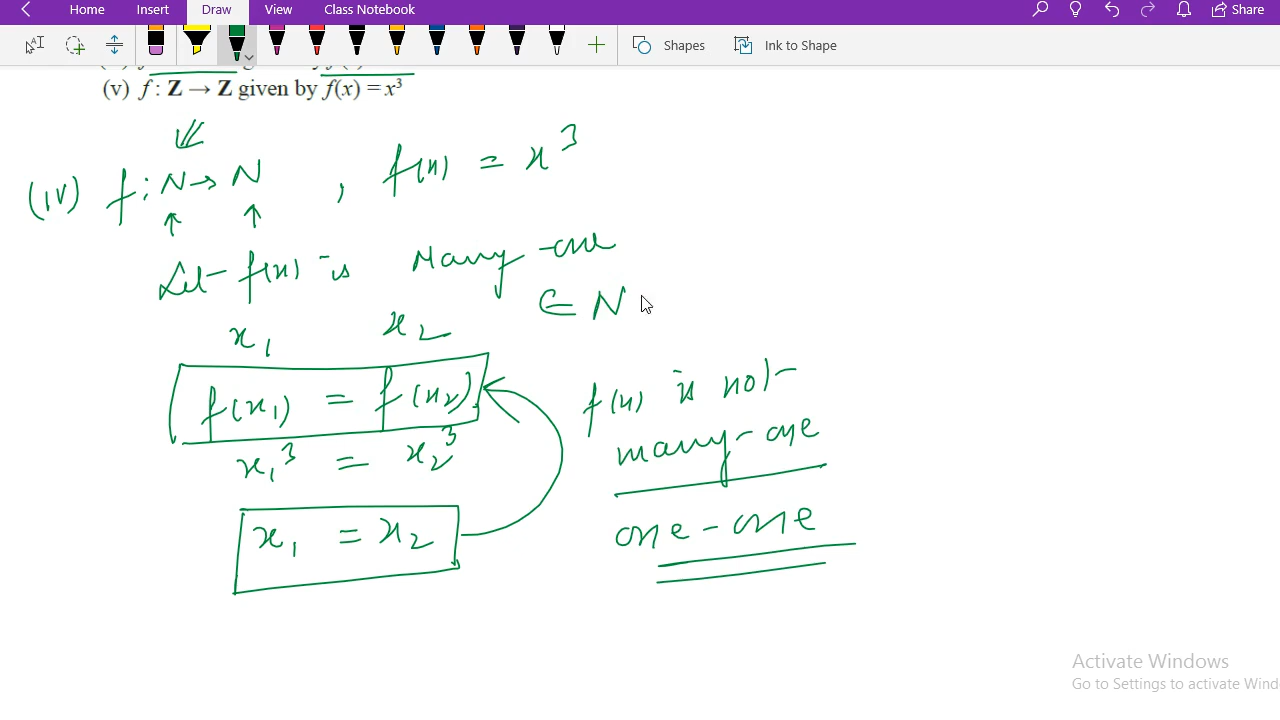 Home Insert Draw View Class Notebook Share
Shapes Ink to Shape
(v) f : Z → Z given by f(x) = x³
(iv) f : N → N , f(x) = x³
Let f(x) is Many-one
∈ N
x₁ x₂
f(x₁) = f(x₂)
x₁³ = x₂³
x₁ = x₂
f(x) is not
many-one
one-one
Activate Windows
Go to Settings to activate Wind